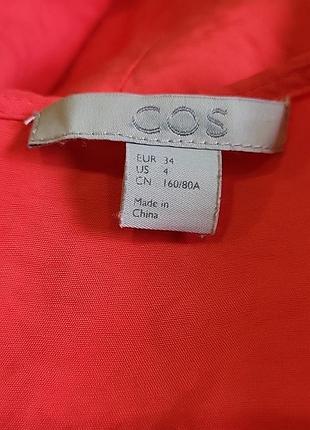 COS
EUR 34
US 4
CN 160/80A
Made in
China